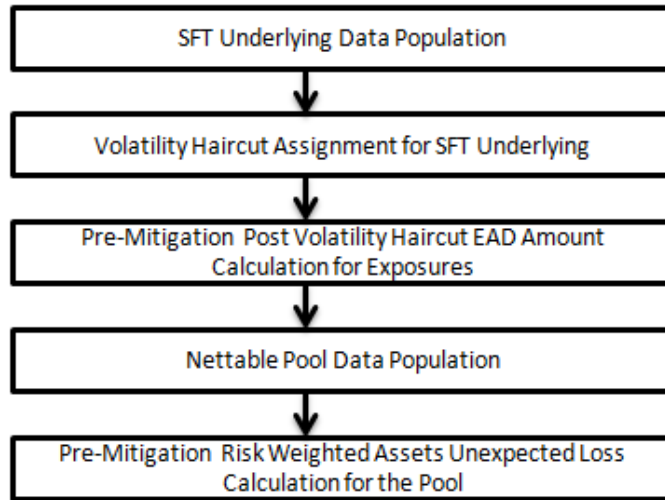 SFT Underlying Data Population
Volatility Haircut Assignment for SFT Underlying
Pre-Mitigation Post Volatility Haircut EAD Amount
Calculation for Exposures
Nettable Pool Data Population
Pre-Mitigation Risk Weighted Assets Unexpected Loss
Calculation for the Pool